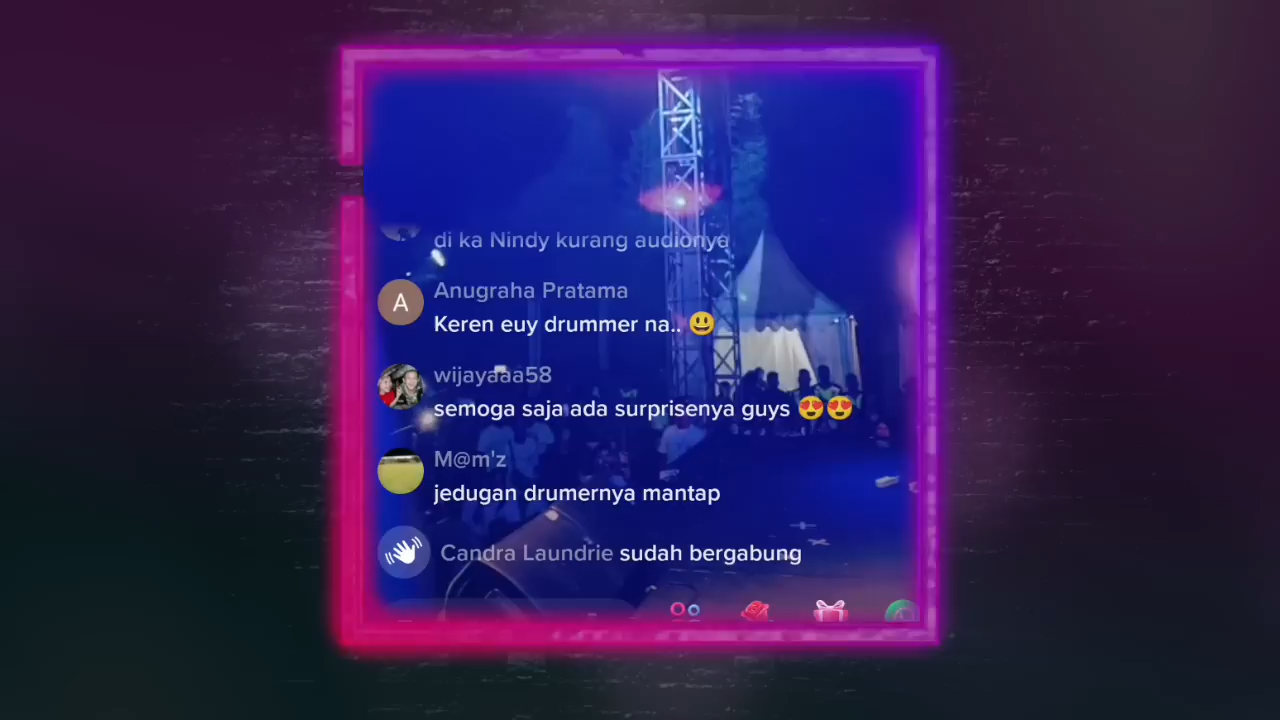 di ka Nindy kurang audionya
A
Anugraha Pratama
Keren euy drummer na.. 😃
wijayaaa58
semoga saja ada surprisenya guys 😍😍
M@m'z
jedugan drumernya mantap
Candra Laundrie sudah bergabung